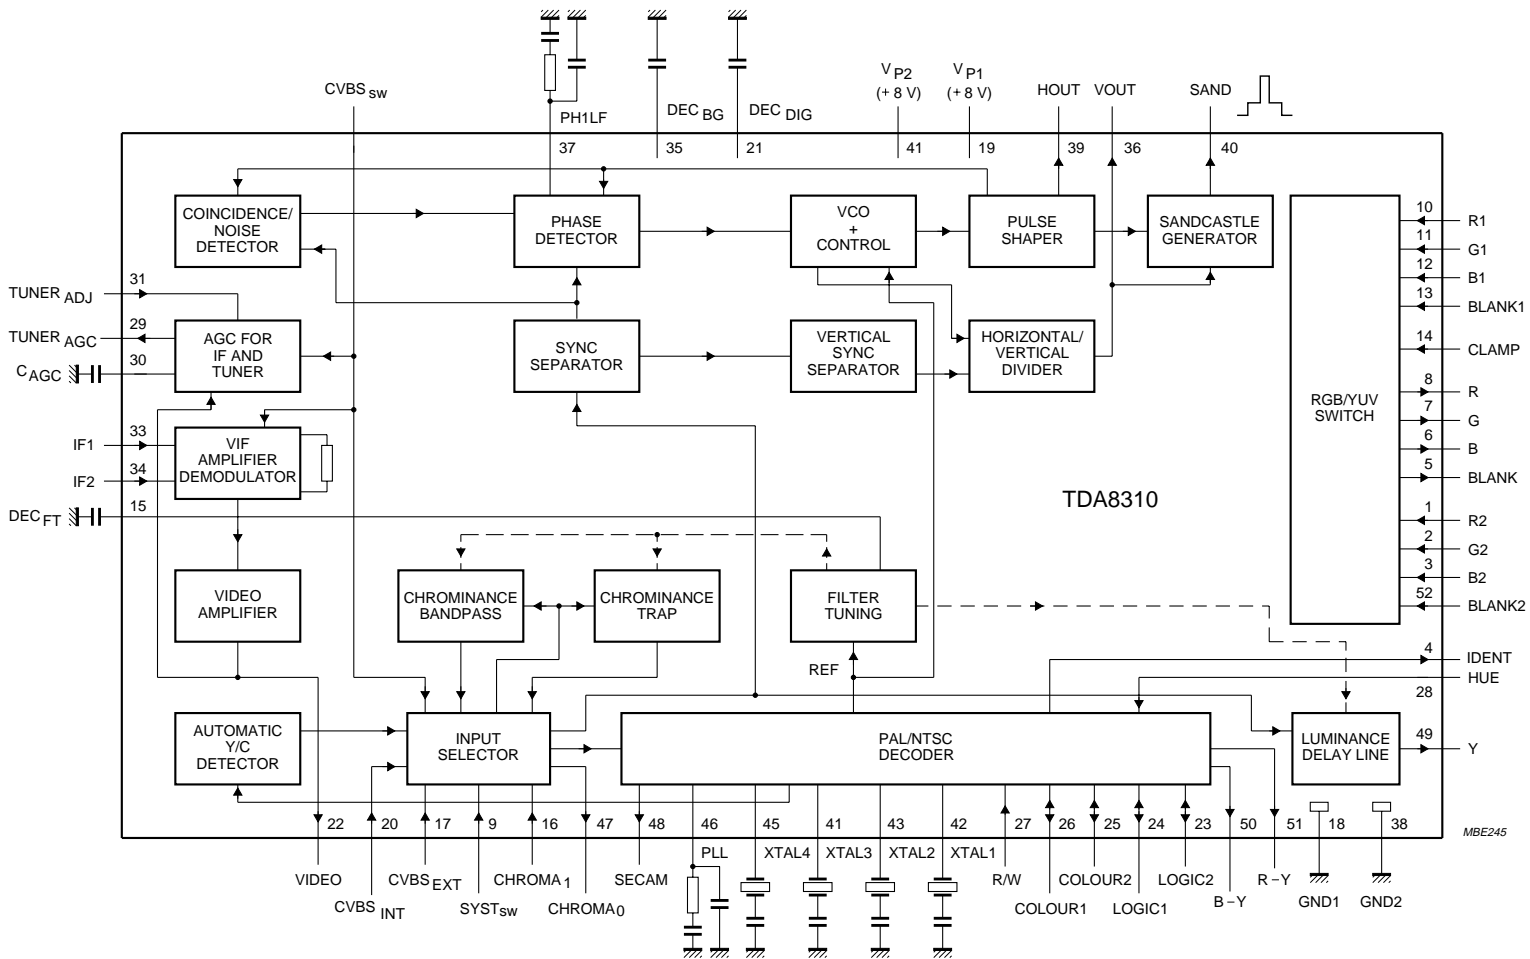 CVBS SW
PH1LF
DEC BG
DEC DIG
V P2
(+ 8 V)
V P1
(+ 8 V)
HOUT
VOUT
SAND
37
35
21
41
19
39
36
40
COINCIDENCE/
NOISE
DETECTOR
PHASE
DETECTOR
VCO
+
CONTROL
PULSE
SHAPER
SANDCASTLE
GENERATOR
10
R1
11
G1
12
B1
13
BLANK1
14
CLAMP
8
R
7
G
6
B
5
BLANK
1
R2
2
G2
3
B2
52
BLANK2
RGB/YUV
SWITCH
31
TUNER ADJ
29
TUNER AGC
30
C AGC
AGC FOR
IF AND
TUNER
SYNC
SEPARATOR
VERTICAL
SYNC
SEPARATOR
HORIZONTAL/
VERTICAL
DIVIDER
33
IF1
34
IF2
15
DEC FT
VIF
AMPLIFIER
DEMODULATOR
TDA8310
VIDEO
AMPLIFIER
CHROMINANCE
BANDPASS
CHROMINANCE
TRAP
FILTER
TUNING
REF
4
IDENT
HUE
28
49
Y
AUTOMATIC
Y/C
DETECTOR
INPUT
SELECTOR
PAL/NTSC
DECODER
LUMINANCE
DELAY LINE
22
20
17
9
16
47
48
46
45
41
43
42
27
26
25
24
23
50
51
18
38
MBE245
VIDEO
CVBS INT
CVBS EXT
SYST SW
CHROMA 1
CHROMA 0
SECAM
PLL
XTAL4
XTAL3
XTAL2
XTAL1
R/W
COLOUR1
COLOUR2
LOGIC1
LOGIC2
B – Y
R – Y
GND1
GND2